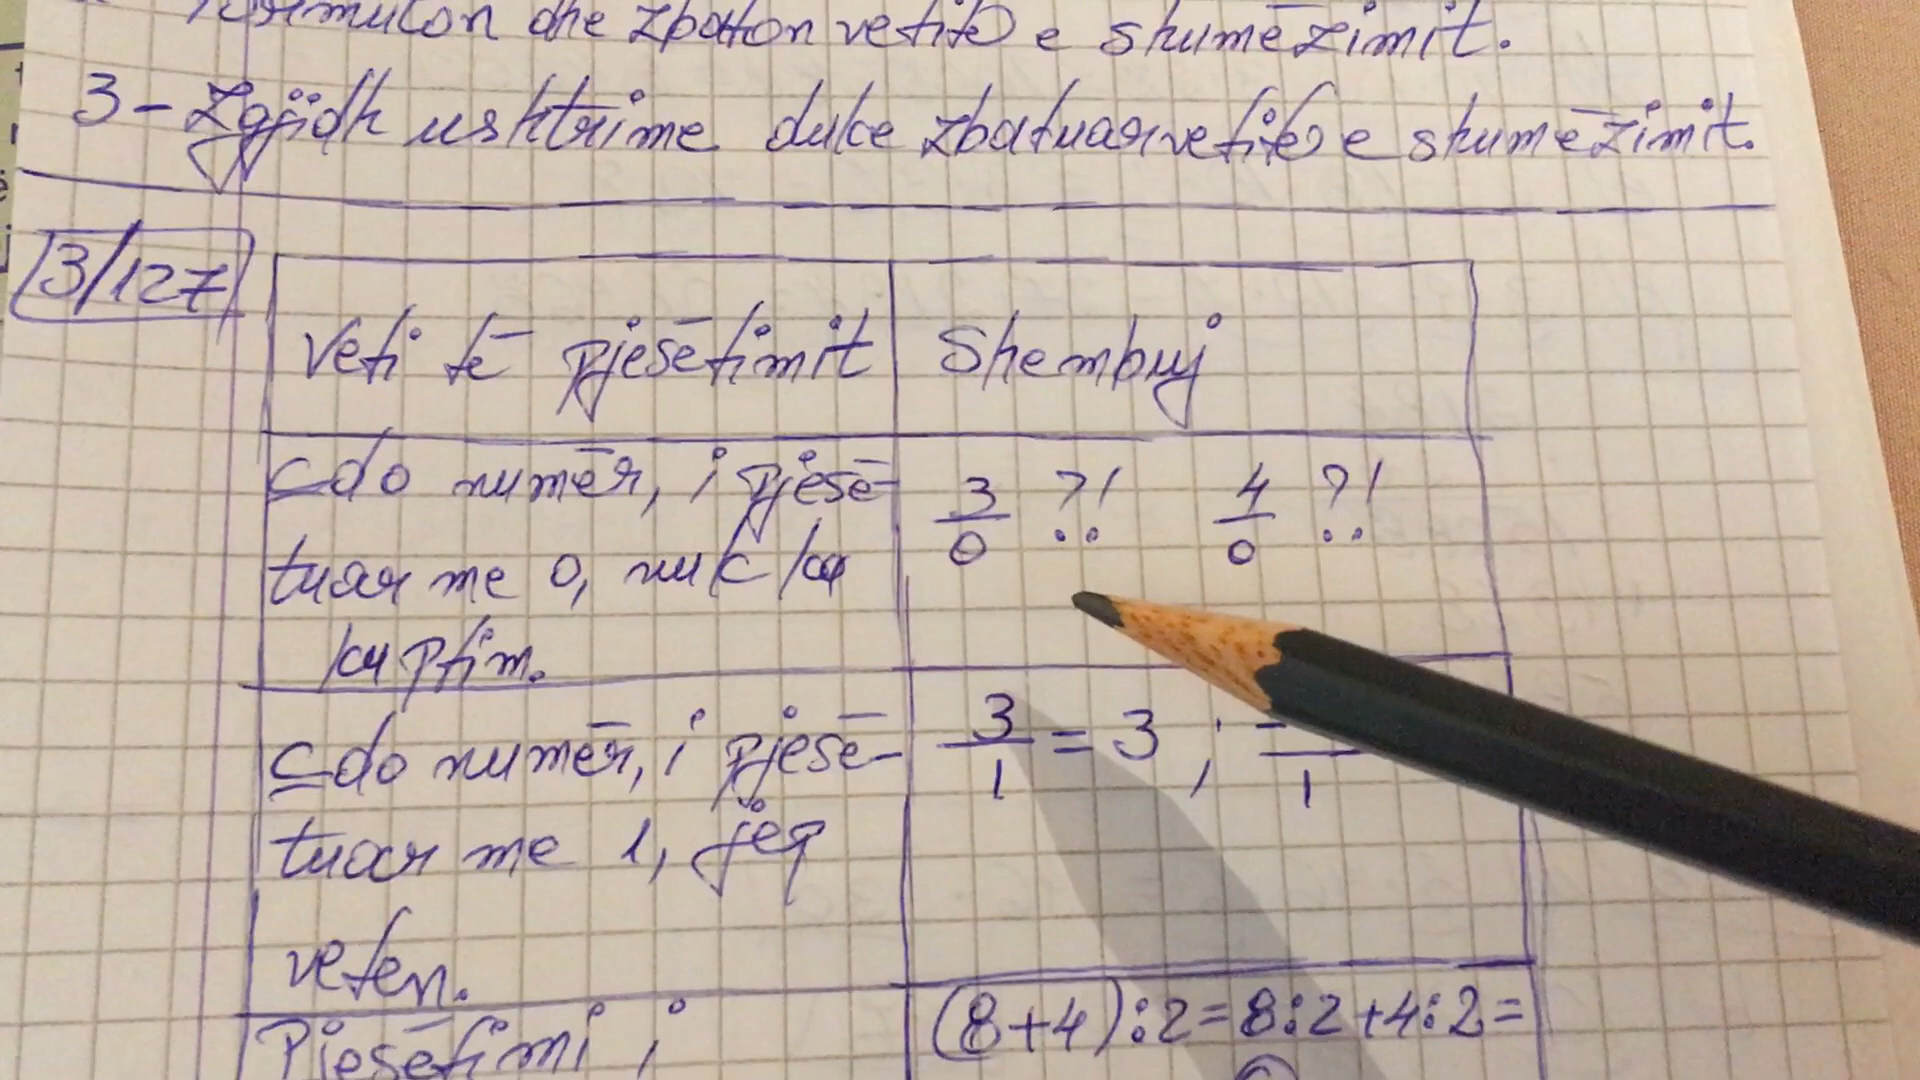 Formulon dhe zbaton vetitë e shumëzimit.
3 - Zgjidh ushtrime duke zbatuar vetitë e shumëzimit.
3/127
Veti të pjesëtimit
Shembuj
Çdo numër, i pjesë-
tuar me 0, nuk ka
kuptim.
3/0 ?! 4/0 ?!
Çdo numër, i pjesë-
tuar me 1, jep
veten.
3/1 = 3 ;
1
Pjesëtimi i
(8+4):2=8:2+4:2=